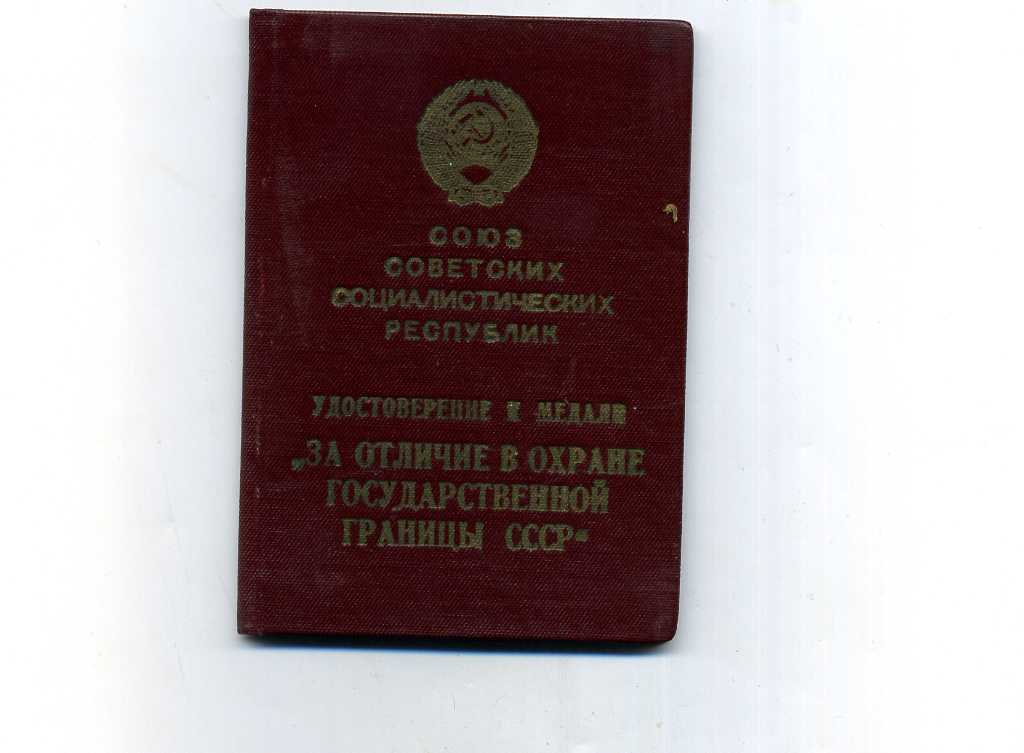 СОЮЗ
СОВЕТСКИХ
СОЦИАЛИСТИЧЕСКИХ
РЕСПУБЛИК
УДОСТОВЕРЕНИЕ К МЕДАЛИ
„ЗА ОТЛИЧИЕ В ОХРАНЕ
ГОСУДАРСТВЕННОЙ
ГРАНИЦЫ СССР“